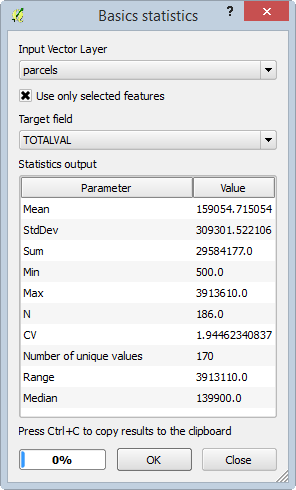 Basics statistics
?
Input Vector Layer
parcels
Use only selected features
Target field
TOTALVAL
Statistics output
Parameter Value
Mean 159054.715054
StdDev 309301.522106
Sum 29584177.0
Min 500.0
Max 3913610.0
N 186.0
CV 1.94462340837
Number of unique values 170
Range 3913110.0
Median 139900.0
Press Ctrl+C to copy results to the clipboard
0% OK Close